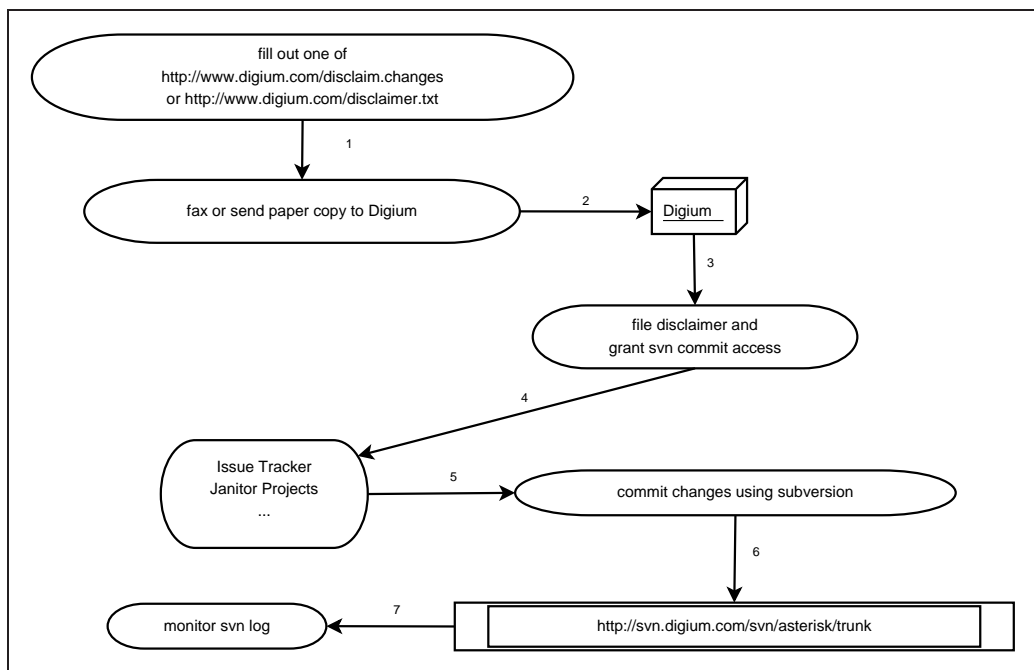 fill out one of
http://www.digium.com/disclaim.changes
or http://www.digium.com/disclaimer.txt
1
fax or send paper copy to Digium
2
Digium
3
file disclaimer and
grant svn commit access
4
Issue Tracker
Janitor Projects
...
5
commit changes using subversion
6
http://svn.digium.com/svn/asterisk/trunk
7
monitor svn log